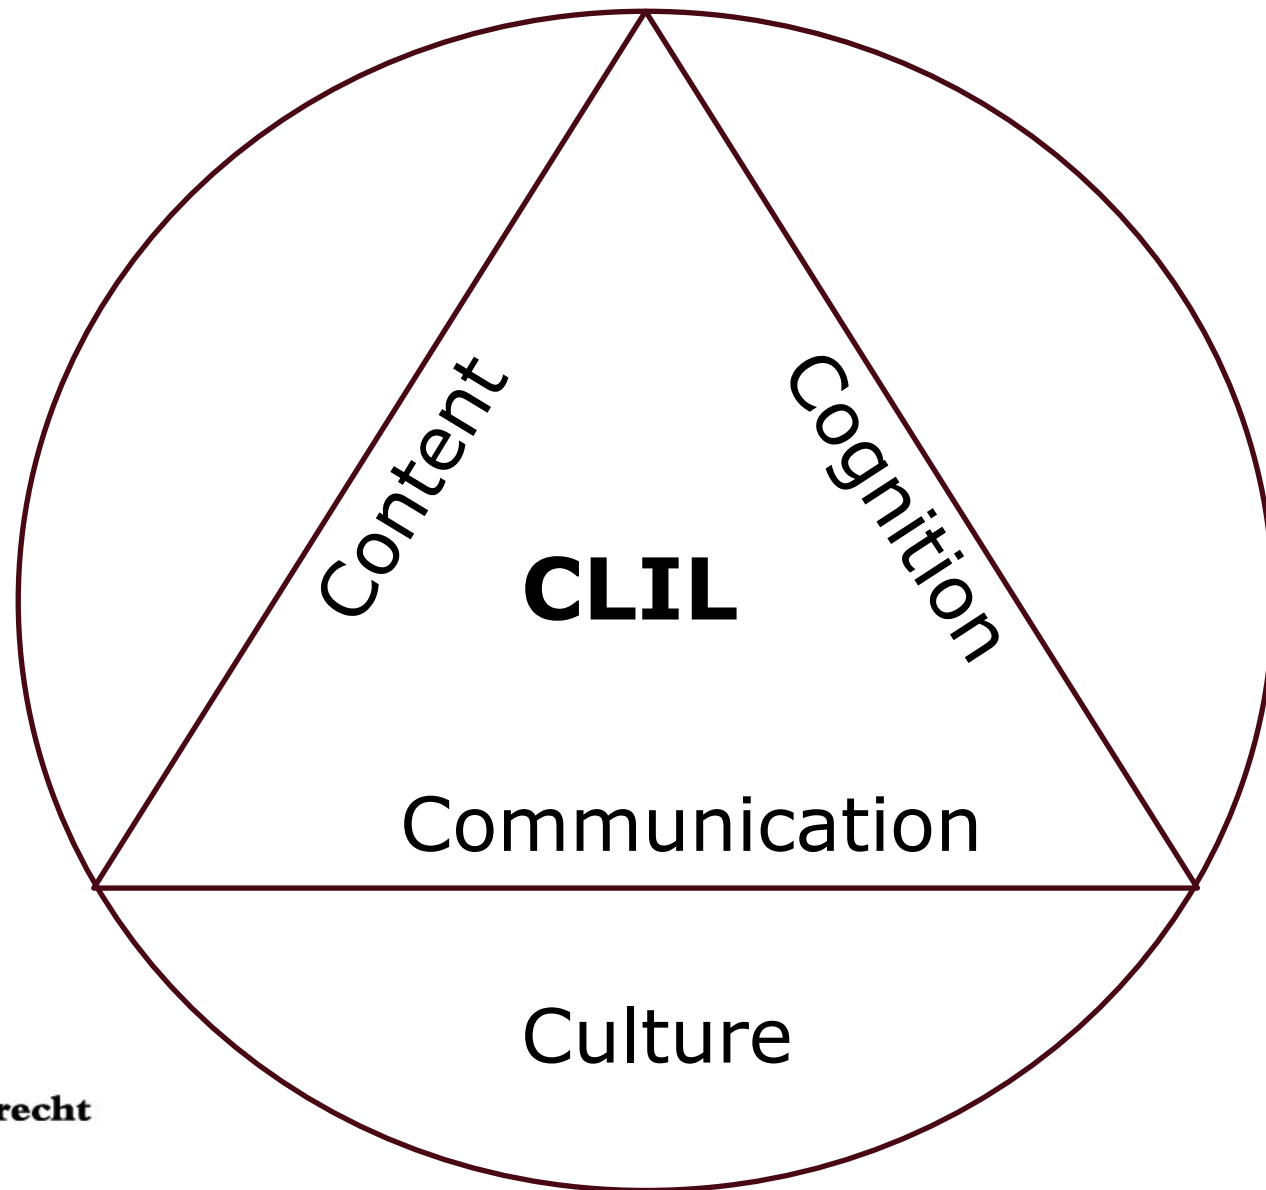 Content
Cognition
CLIL
Communication
Culture
recht